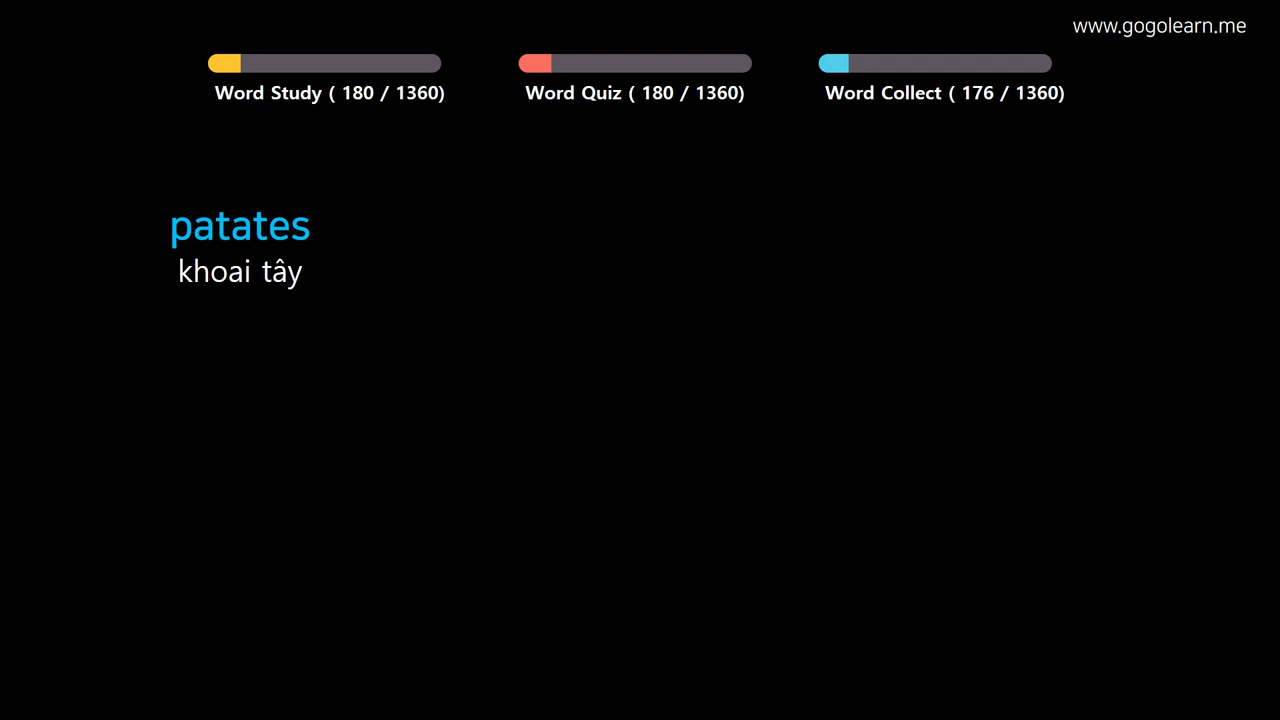 www.gogolearn.me
Word Study ( 180 / 1360)
Word Quiz ( 180 / 1360)
Word Collect ( 176 / 1360)
patates
khoai tây